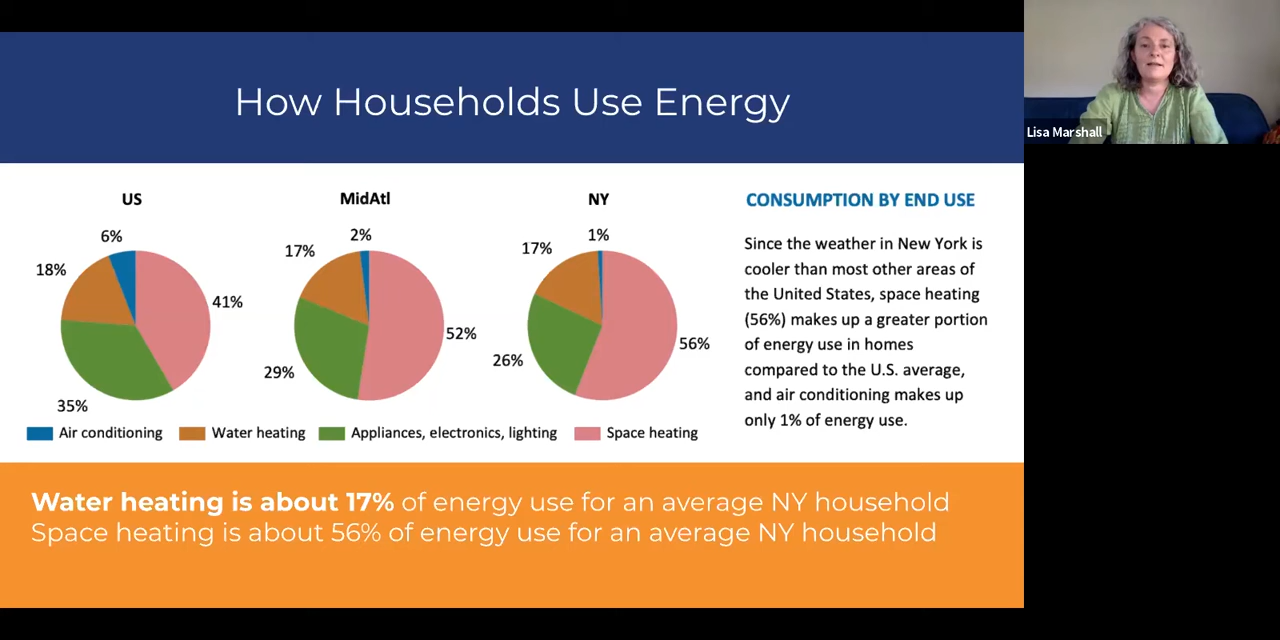 How Households Use Energy
Lisa Marshall
US
MidAtl
NY
6%
18%
41%
35%
2%
17%
52%
29%
1%
17%
56%
26%
Air conditioning
Water heating
Appliances, electronics, lighting
Space heating
CONSUMPTION BY END USE
Since the weather in New York is
cooler than most other areas of
the United States, space heating
(56%) makes up a greater portion
of energy use in homes
compared to the U.S. average,
and air conditioning makes up
only 1% of energy use.
Water heating is about 17% of energy use for an average NY household
Space heating is about 56% of energy use for an average NY household